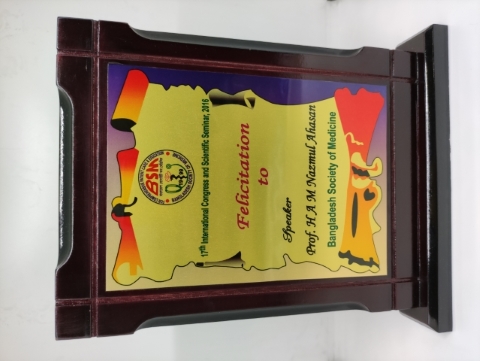 BSM
17th International Congress and Scientific Seminar, 2016
Felicitation
to
Speaker
Prof. H A M Nazmul Ahasan
Bangladesh Society of Medicine